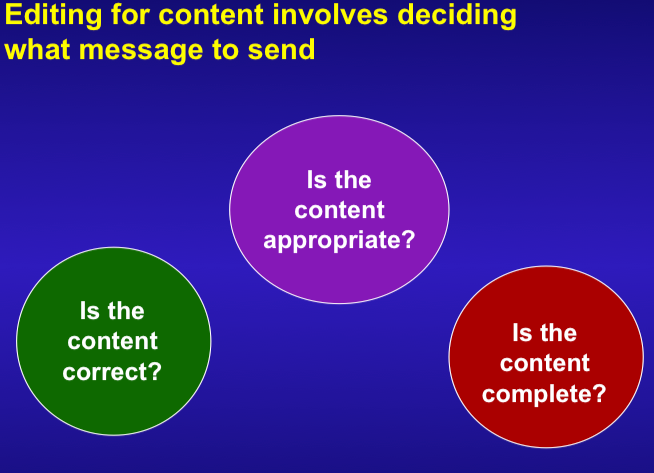 Editing for content involves deciding
what message to send
Is the
content
appropriate?
Is the
content
correct?
Is the
content
complete?